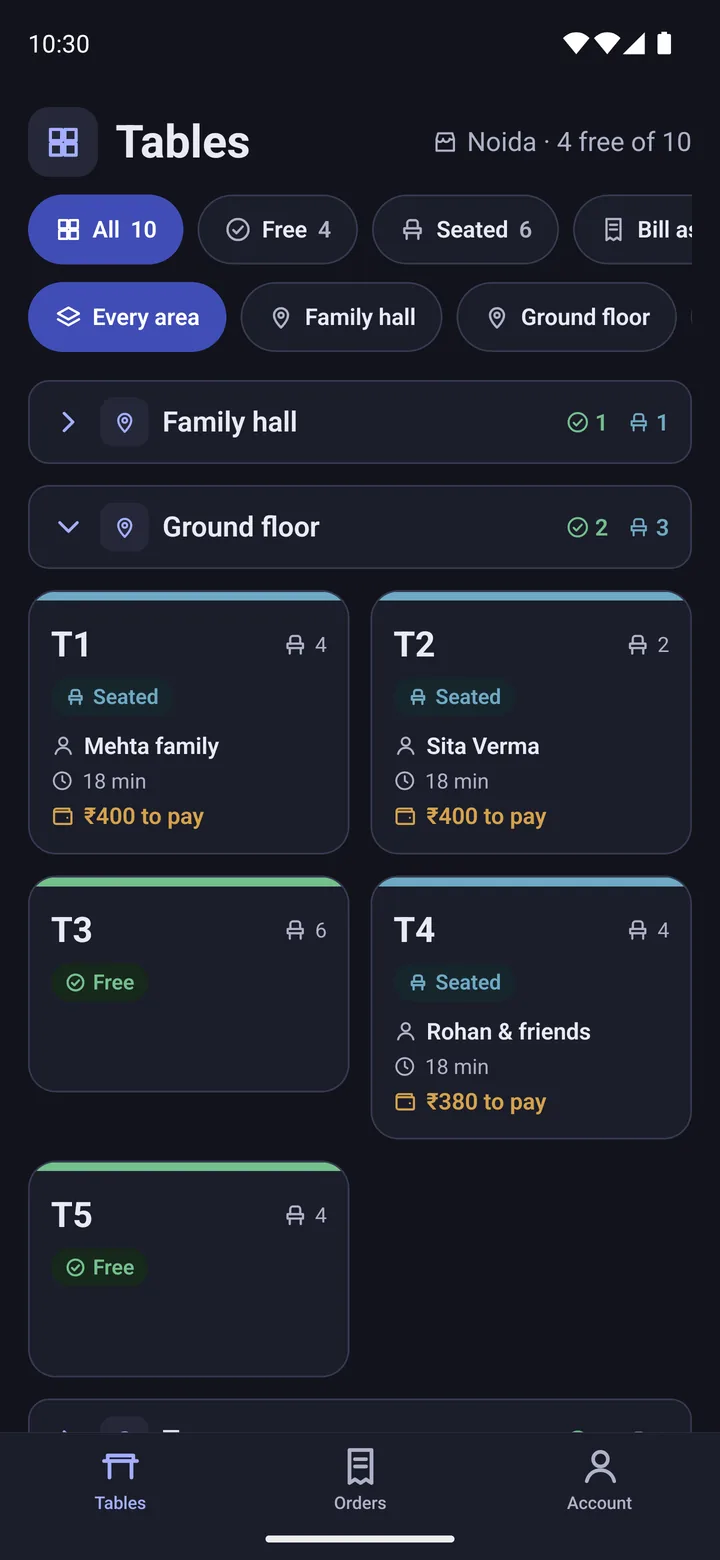 10:30
Tables
Noida · 4 free of 10
All 10
Free 4
Seated 6
Bill
Every area
Family hall
Ground floor
Family hall
1
1
Ground floor
2
3
T1
4
Seated
Mehta family
18 min
₹400 to pay
T2
2
Seated
Sita Verma
18 min
₹400 to pay
T3
6
Free
T4
4
Seated
Rohan & friends
18 min
₹380 to pay
T5
4
Free
Tables
Orders
Account